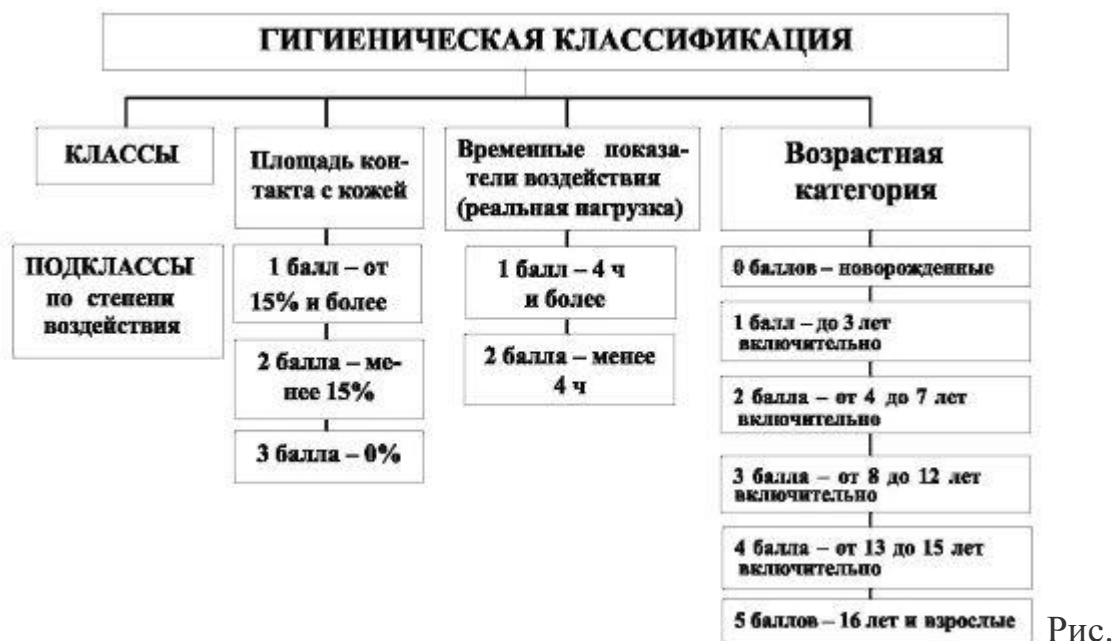 ГИГИЕНИЧЕСКАЯ КЛАССИФИКАЦИЯ
КЛАССЫ
Площадь кон-
такта с кожей
Временные показа-
тели воздействия
(реальная нагрузка)
Возрастная
категория
ПОДКЛАССЫ
по степени
воздействия
1 балл – от
15% и более
2 балла – ме-
нее 15%
3 балла – 0%
1 балл – 4 ч
и более
2 балла – менее
4 ч
0 баллов – новорожденные
1 балл – до 3 лет
включительно
2 балла – от 4 до 7 лет
включительно
3 балла – от 8 до 12 лет
включительно
4 балла – от 13 до 15 лет
включительно
5 баллов – 16 лет и взрослые
Рис.